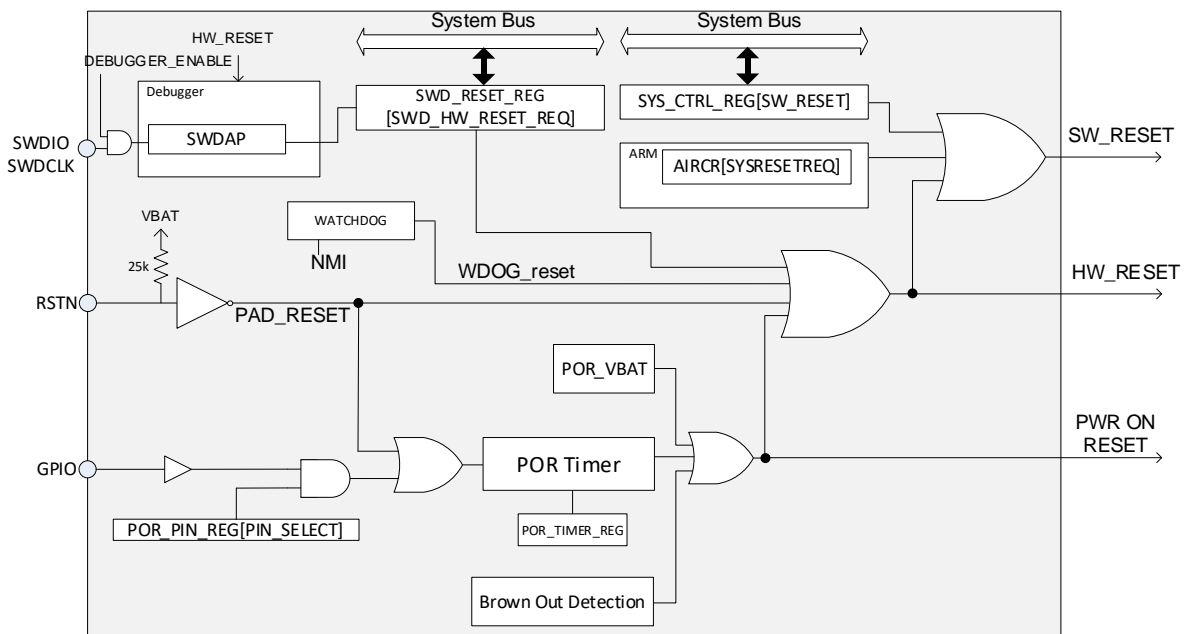 System Bus
System Bus
HW_RESET
DEBUGGER_ENABLE
Debugger
SWDAP
SWD_RESET_REG
[SWD_HW_RESET_REQ]
SYS_CTRL_REG[SW_RESET]
SWDIO
SWDCLK
ARM
AIRCR[SYSRESETREQ]
SW_RESET
VBAT
25k
WATCHDOG
NMI
WDOG_reset
HW_RESET
RSTN
PAD_RESET
POR_VBAT
PWR ON
RESET
GPIO
POR Timer
POR_PIN_REG[PIN_SELECT]
POR_TIMER_REG
Brown Out Detection